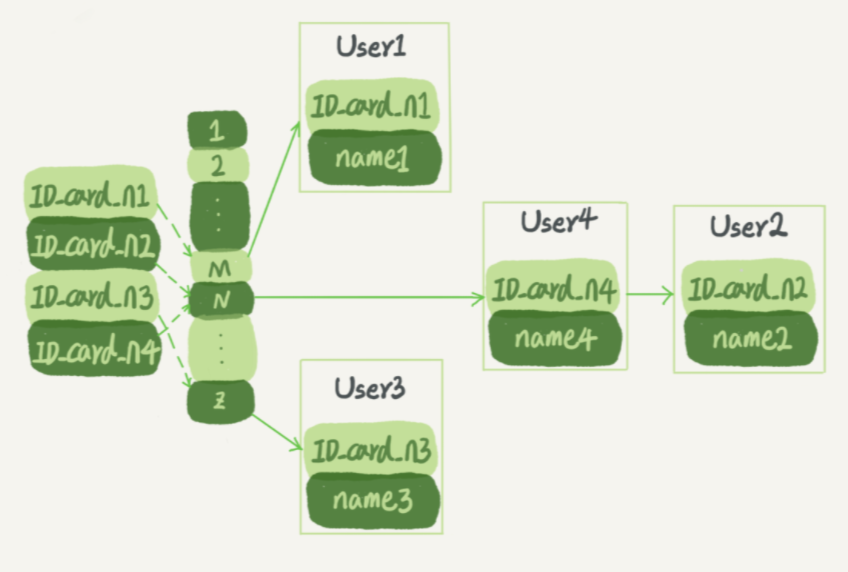 ID_card_n1
ID_card_n2
ID_card_n3
ID_card_n4
1
2
M
N
Z
User1
ID_card_n1
name1
User4
ID_card_n4
name4
User2
ID_card_n2
name2
User3
ID_card_n3
name3